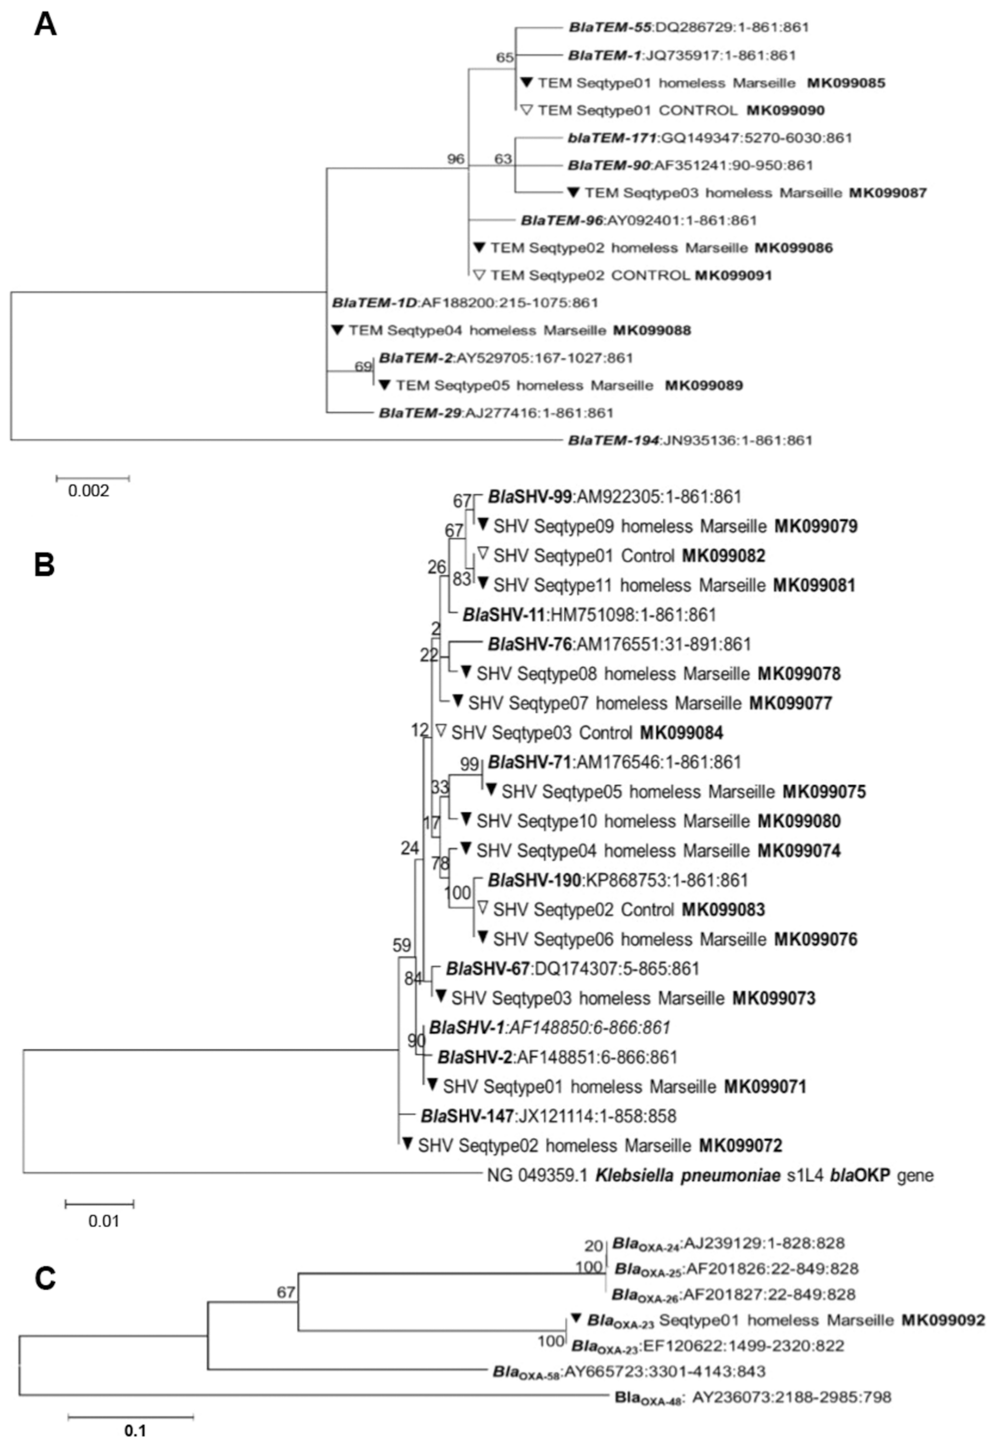 A
BlaTEM-55:DQ286729:1-861:861
65
BlaTEM-1:JQ735917:1-861:861
▼ TEM Seqtype01 homeless Marseille MK099085
▽ TEM Seqtype01 CONTROL MK099090
blaTEM-171:GQ149347:5270-6030:861
96
63
BlaTEM-90:AF351241:90-950:861
▼ TEM Seqtype03 homeless Marseille MK099087
BlaTEM-96:AY092401:1-861:861
▼ TEM Seqtype02 homeless Marseille MK099086
▽ TEM Seqtype02 CONTROL MK099091
BlaTEM-1D:AF188200:215-1075:861
▼ TEM Seqtype04 homeless Marseille MK099088
BlaTEM-2:AY529705:167-1027:861
69
▼ TEM Seqtype05 homeless Marseille MK099089
BlaTEM-29:AJ277416:1-861:861
BlaTEM-194:JN935136:1-861:861
0.002
B
67
BlaSHV-99:AM922305:1-861:861
▼ SHV Seqtype09 homeless Marseille MK099079
67
▽ SHV Seqtype01 Control MK099082
26
83
▼ SHV Seqtype11 homeless Marseille MK099081
BlaSHV-11:HM751098:1-861:861
2
BlaSHV-76:AM176551:31-891:861
22
▼ SHV Seqtype08 homeless Marseille MK099078
▼ SHV Seqtype07 homeless Marseille MK099077
12
▽ SHV Seqtype03 Control MK099084
99
BlaSHV-71:AM176546:1-861:861
33
▼ SHV Seqtype05 homeless Marseille MK099075
17
▼ SHV Seqtype10 homeless Marseille MK099080
24
▼ SHV Seqtype04 homeless Marseille MK099074
78
BlaSHV-190:KP868753:1-861:861
100
▽ SHV Seqtype02 Control MK099083
▼ SHV Seqtype06 homeless Marseille MK099076
59
BlaSHV-67:DQ174307:5-865:861
84
▼ SHV Seqtype03 homeless Marseille MK099073
BlaSHV-1:AF148850:6-866:861
90
BlaSHV-2:AF148851:6-866:861
▼ SHV Seqtype01 homeless Marseille MK099071
BlaSHV-147:JX121114:1-858:858
▼ SHV Seqtype02 homeless Marseille MK099072
NG 049359.1 Klebsiella pneumoniae s1L4 blaOKP gene
0.01
C
20
BlaOXA-24:AJ239129:1-828:828
100
BlaOXA-25:AF201826:22-849:828
67
BlaOXA-26:AF201827:22-849:828
▼ BlaOXA-23 Seqtype01 homeless Marseille MK099092
100
BlaOXA-23:EF120622:1499-2320:822
BlaOXA-58:AY665723:3301-4143:843
BlaOXA-48: AY236073:2188-2985:798
0.1